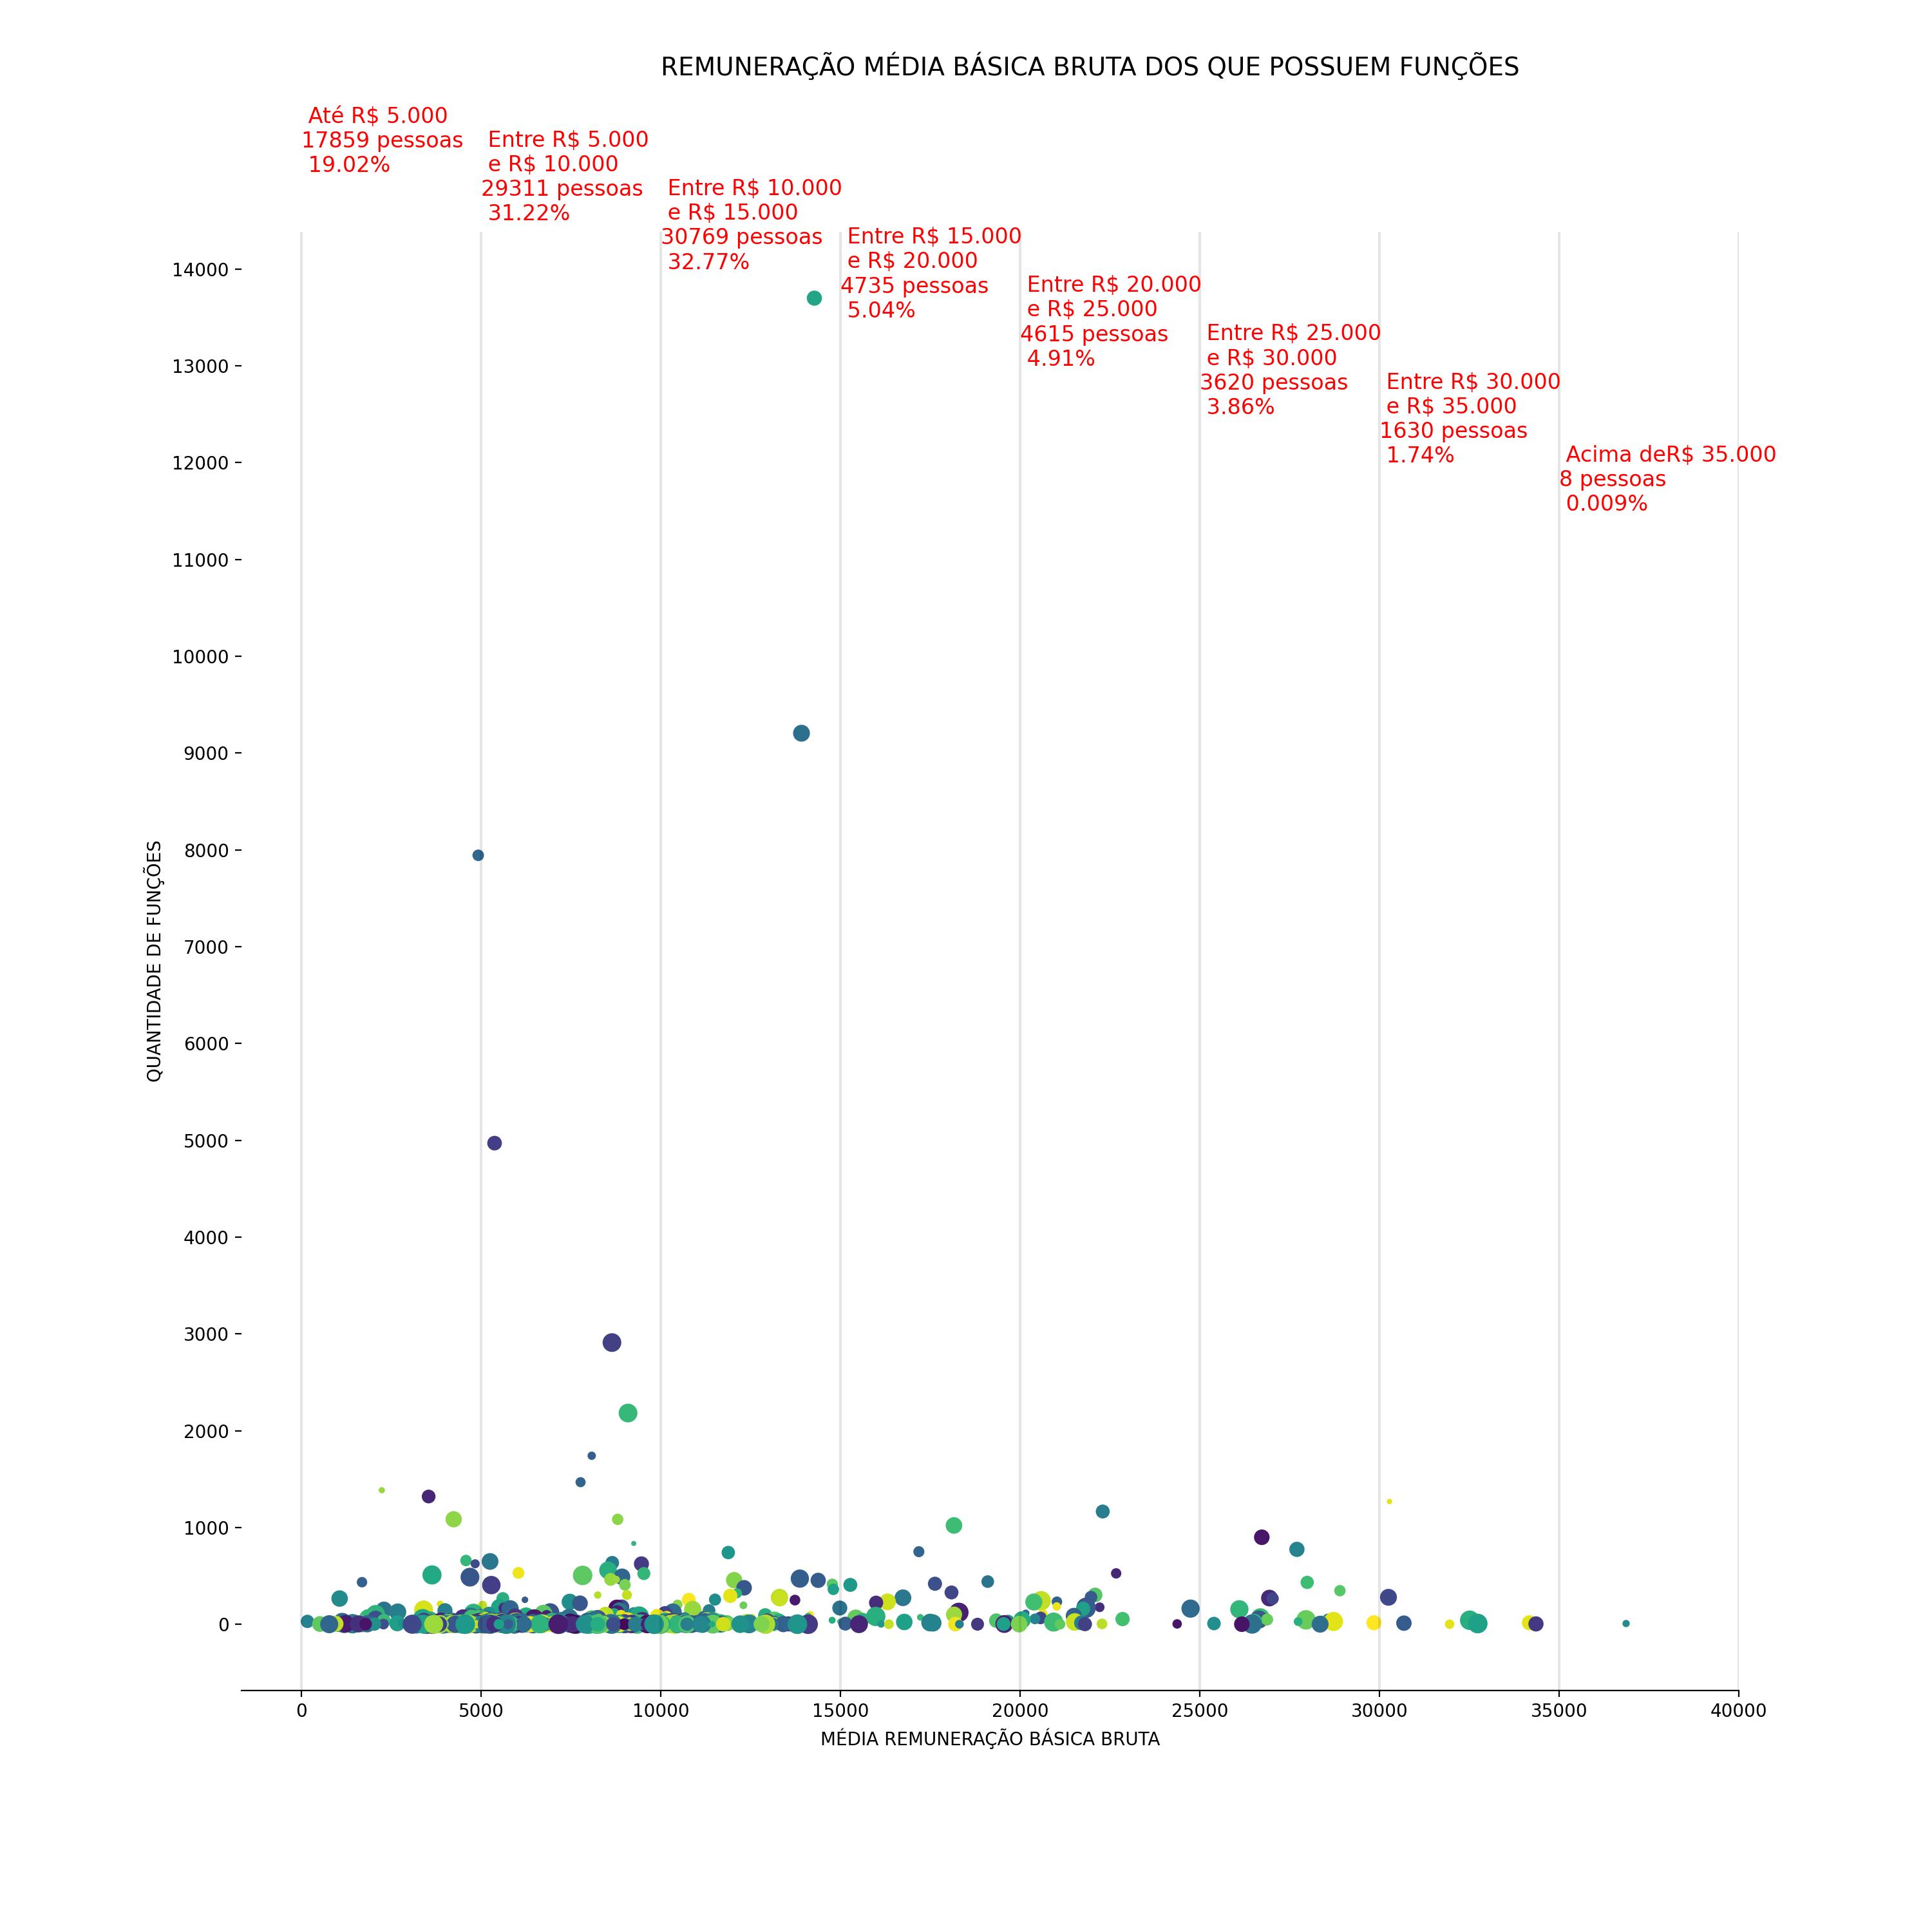 REMUNERAÇÃO MÉDIA BÁSICA BRUTA DOS QUE POSSUEM FUNÇÕES
Até R$ 5.000
17859 pessoas
19.02%
Entre R$ 5.000
e R$ 10.000
29311 pessoas
31.22%
Entre R$ 10.000
e R$ 15.000
30769 pessoas
32.77%
Entre R$ 15.000
e R$ 20.000
4735 pessoas
5.04%
Entre R$ 20.000
e R$ 25.000
4615 pessoas
4.91%
Entre R$ 25.000
e R$ 30.000
3620 pessoas
3.86%
Entre R$ 30.000
e R$ 35.000
1630 pessoas
1.74%
Acima deR$ 35.000
8 pessoas
0.009%
14000
13000
12000
11000
10000
9000
8000
7000
6000
5000
4000
3000
2000
1000
0
QUANTIDADE DE FUNÇÕES
0 5000 10000 15000 20000 25000 30000 35000 40000
MÉDIA REMUNERAÇÃO BÁSICA BRUTA